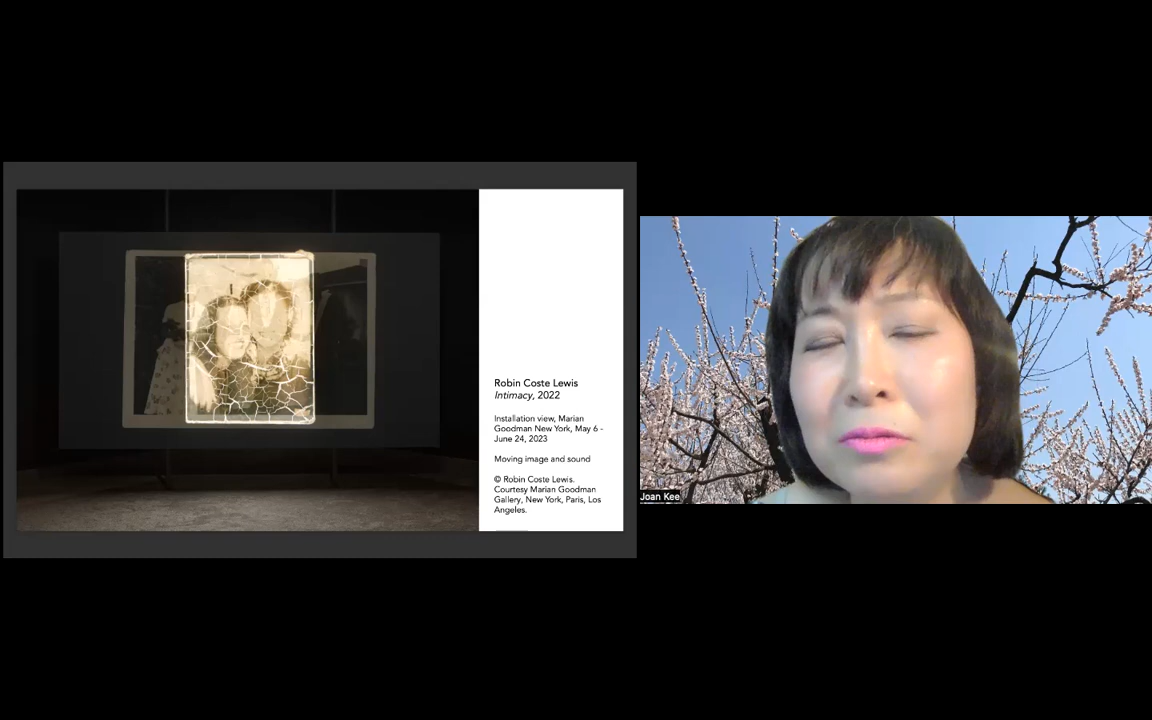 Robin Coste Lewis
Intimacy, 2022
Installation view, Marian
Goodman New York, May 6 -
June 24, 2023
Moving image and sound
© Robin Coste Lewis.
Courtesy Marian Goodman
Gallery, New York, Paris, Los
Angeles.
Joan Kee